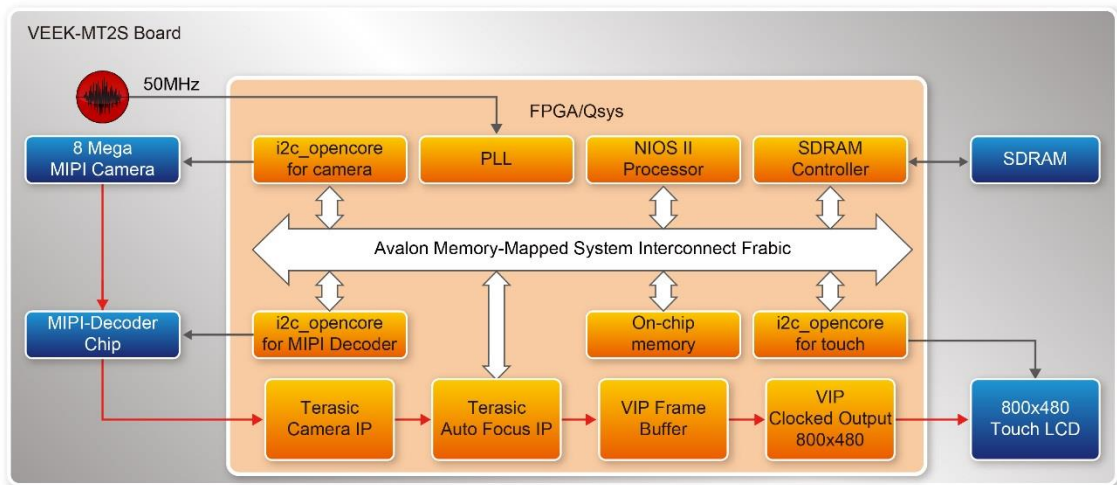 VEEK-MT2S Board
50MHz
FPGA/Qsys
8 Mega
MIPI Camera
i2c_opencore
for camera
PLL
NIOS II
Processor
SDRAM
Controller
SDRAM
Avalon Memory-Mapped System Interconnect Frabic
MIPI-Decoder
Chip
i2c_opencore
for MIPI Decoder
On-chip
memory
i2c_opencore
for touch
Terasic
Camera IP
Terasic
Auto Focus IP
VIP Frame
Buffer
VIP
Clocked Output
800x480
800x480
Touch LCD